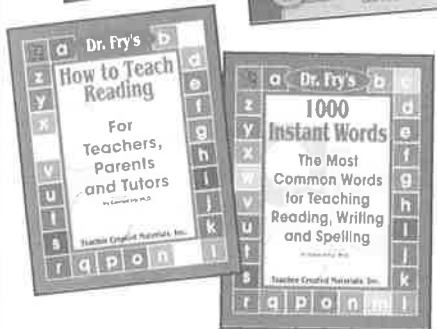 Dr. Fry's
How to Teach
Reading
For
Teachers,
Parents
and Tutors
Teacher Created Materials, Inc.
a
b
d
e
f
g
h
i
j
k
n
o
p
q
r
s
t
u
v
x
y
z
Dr. Fry's
1000
Instant Words
The Most
Common Words
for Teaching
Reading, Writing
and Spelling
Teacher Created Materials, Inc.
a
b
c
d
e
f
g
h
i
j
k
l
m
n
o
p
q
r
s
t
u
v
w
x
y
z